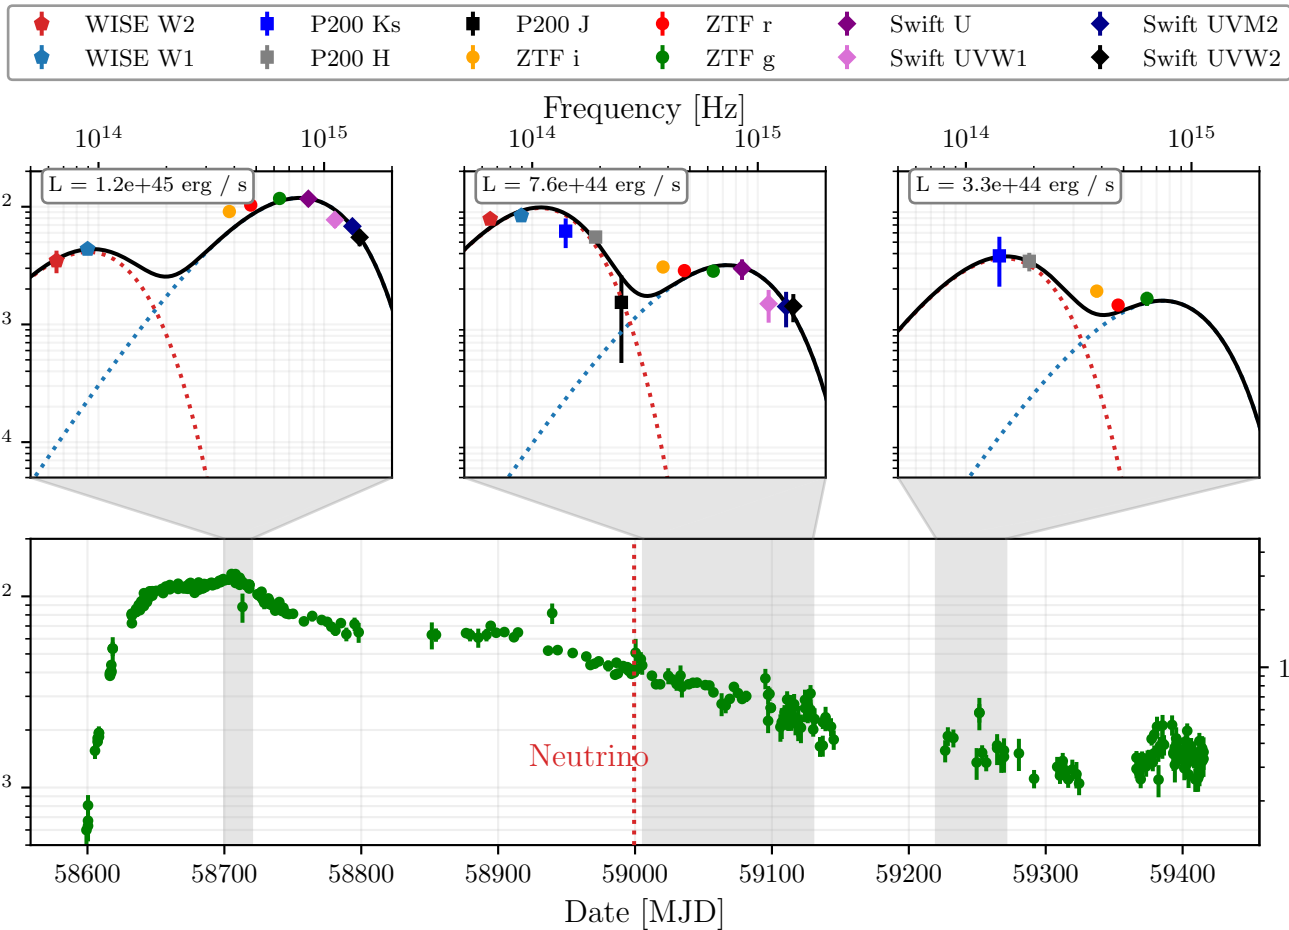 WISE W2 P200 Ks P200 J ZTF r Swift U Swift UVM2
WISE W1 P200 H ZTF i ZTF g Swift UVW1 Swift UVW2
Frequency [Hz]
10^14 10^15 10^14 10^15 10^14 10^15
L = 1.2e+45 erg / s L = 7.6e+44 erg / s L = 3.3e+44 erg / s
2
3
4
2
1
Neutrino
3
58600 58700 58800 58900 59000 59100 59200 59300 59400
Date [MJD]